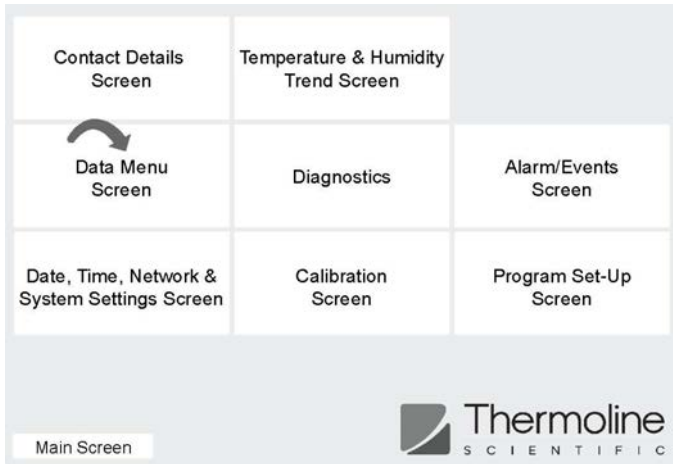 Contact Details
Screen
Temperature & Humidity
Trend Screen
Data Menu
Screen
Diagnostics
Alarm/Events
Screen
Date, Time, Network &
System Settings Screen
Calibration
Screen
Program Set-Up
Screen
Main Screen
Thermoline
SCIENTIFIC